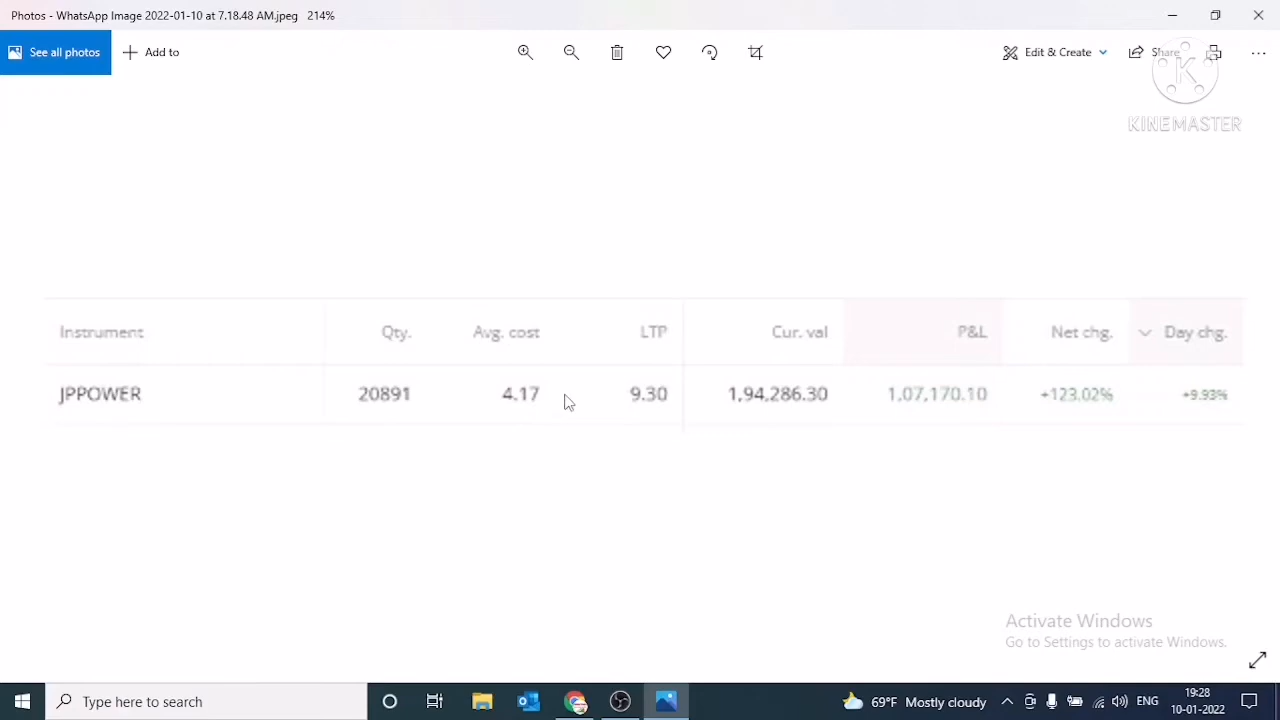 Photos - WhatsApp Image 2022-01-10 at 7.18.48 AM.jpeg 214%
See all photos + Add to Edit & Create Share
KINEMASTER
Instrument Qty. Avg. cost LTP Cur. val P&L Net chg. Day chg.
JPPOWER 20891 4.17 9.30 1,94,286.30 1,07,170.10 +123.02% +9.93%
Activate Windows
Go to Settings to activate Windows.
Type here to search 69°F Mostly cloudy ENG 19:28
10-01-2022